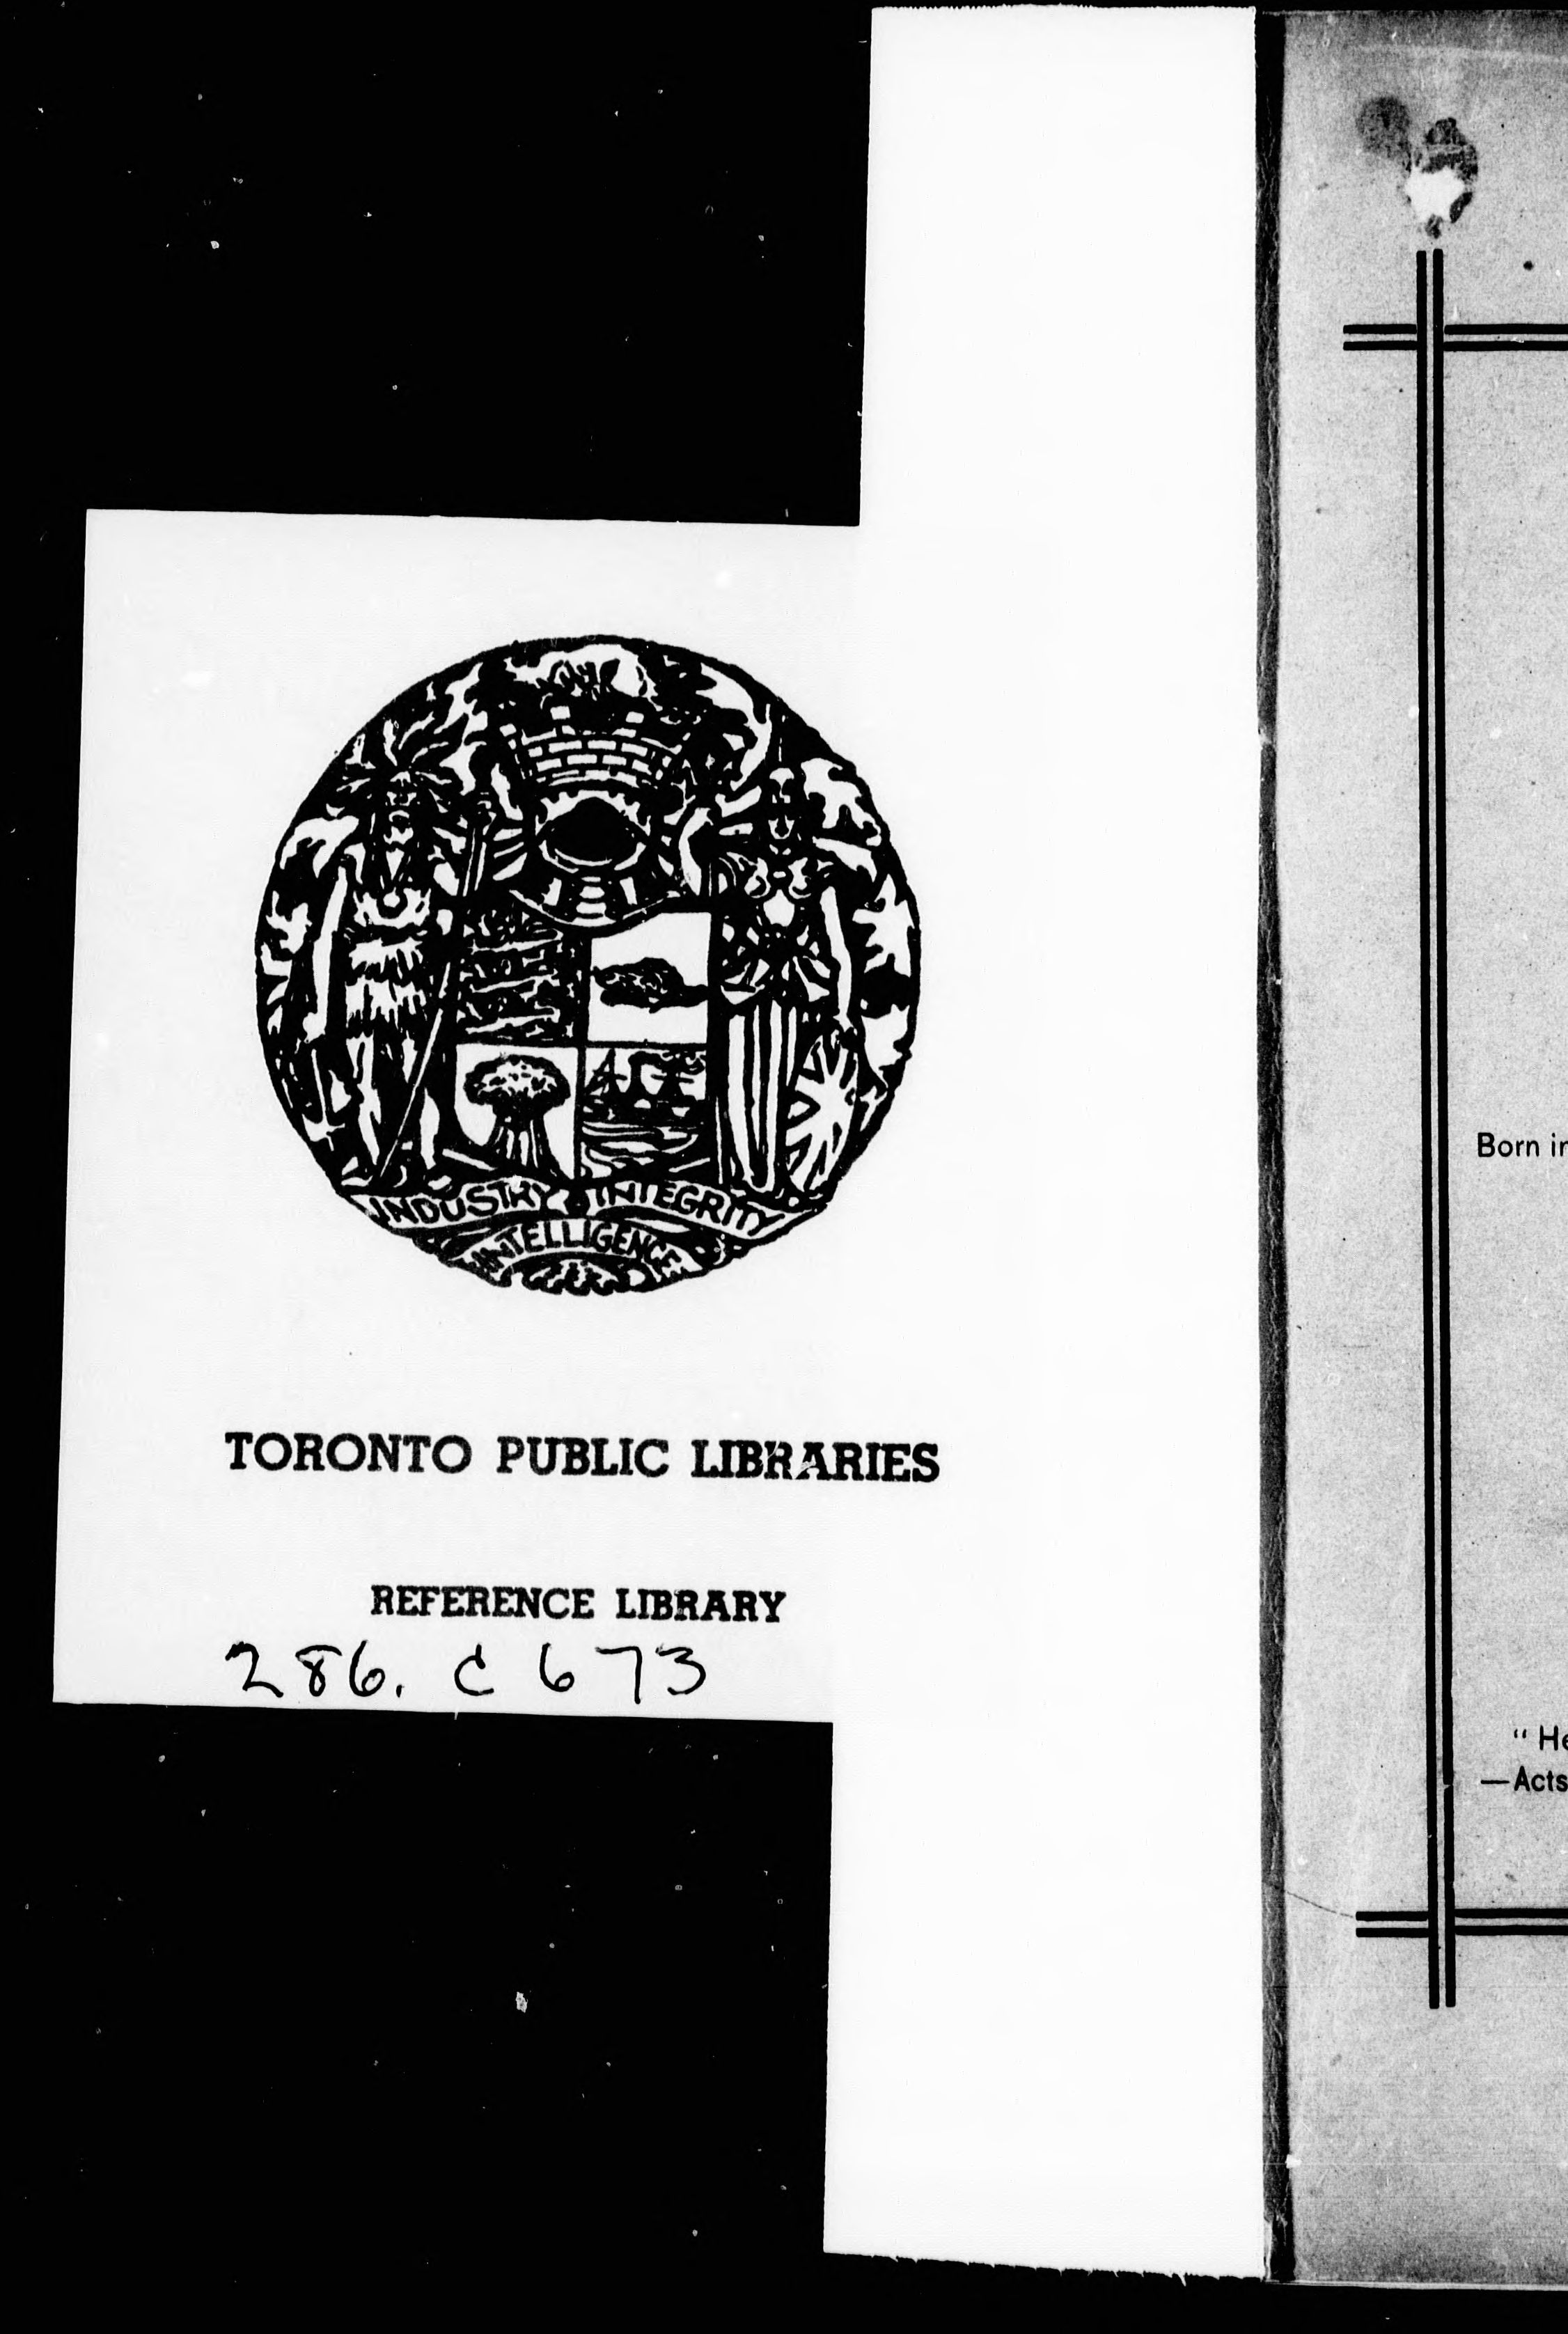 INDUSTRY INTEGRITY
INTELLIGENCE
TORONTO PUBLIC LIBRARIES
REFERENCE LIBRARY
286. C 673
Born in
" He
—Acts